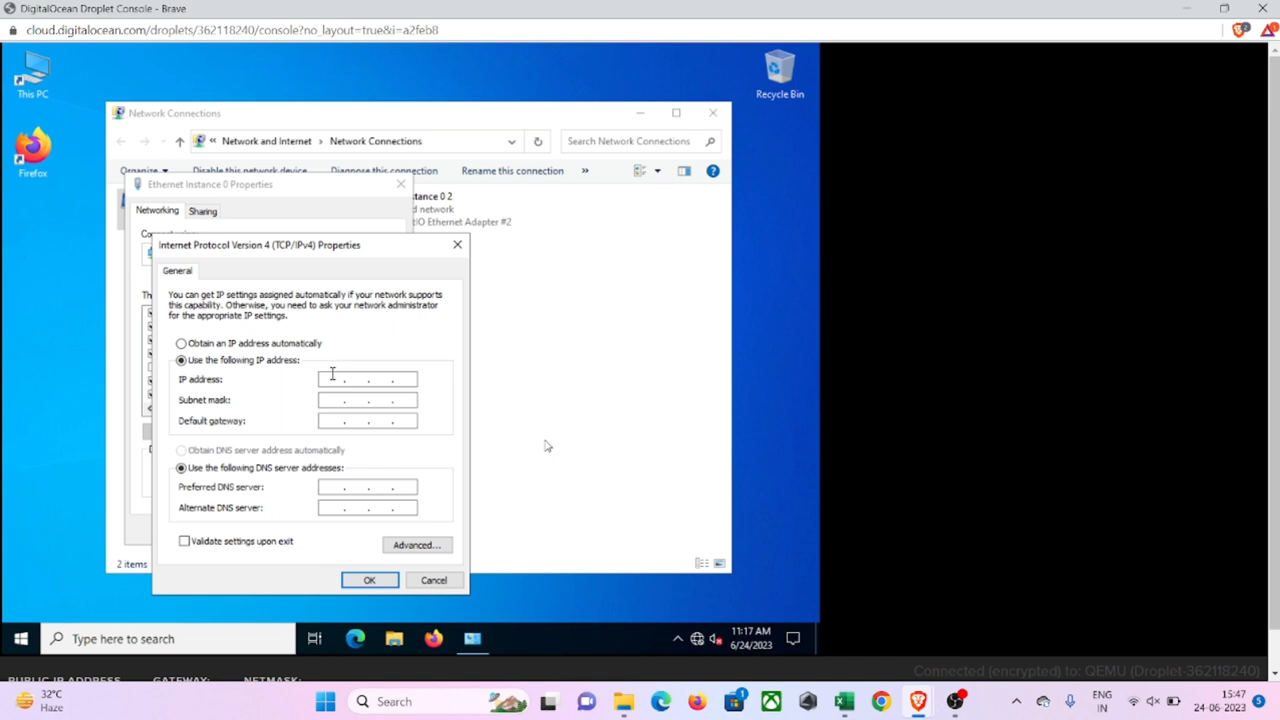 DigitalOcean Droplet Console - Brave
cloud.digitalocean.com/droplets/362118240/console?no_layout=true&i=a2feb8
This PC
Recycle Bin
Firefox
Network Connections
Network and Internet > Network Connections
Search Network Connections
Organize
Disable this network device
Diagnose this connection
Rename this connection
»
Ethernet Instance 0 Properties
Networking
Sharing
stance 0 2
d network
tIO Ethernet Adapter #2
Internet Protocol Version 4 (TCP/IPv4) Properties
General
You can get IP settings assigned automatically if your network supports
this capability. Otherwise, you need to ask your network administrator
for the appropriate IP settings.
Obtain an IP address automatically
Use the following IP address:
IP address:
Subnet mask:
Default gateway:
Obtain DNS server address automatically
Use the following DNS server addresses:
Preferred DNS server:
Alternate DNS server:
Validate settings upon exit
Advanced...
OK
Cancel
2 items
Type here to search
11:17 AM
6/24/2023
Connected (encrypted) to: QEMU (Droplet-362118240)
PUBLIC IP ADDRESS
GATEWAY:
NETMASK:
32°C
Haze
Search
ENG
IN
15:47
24-06-2023